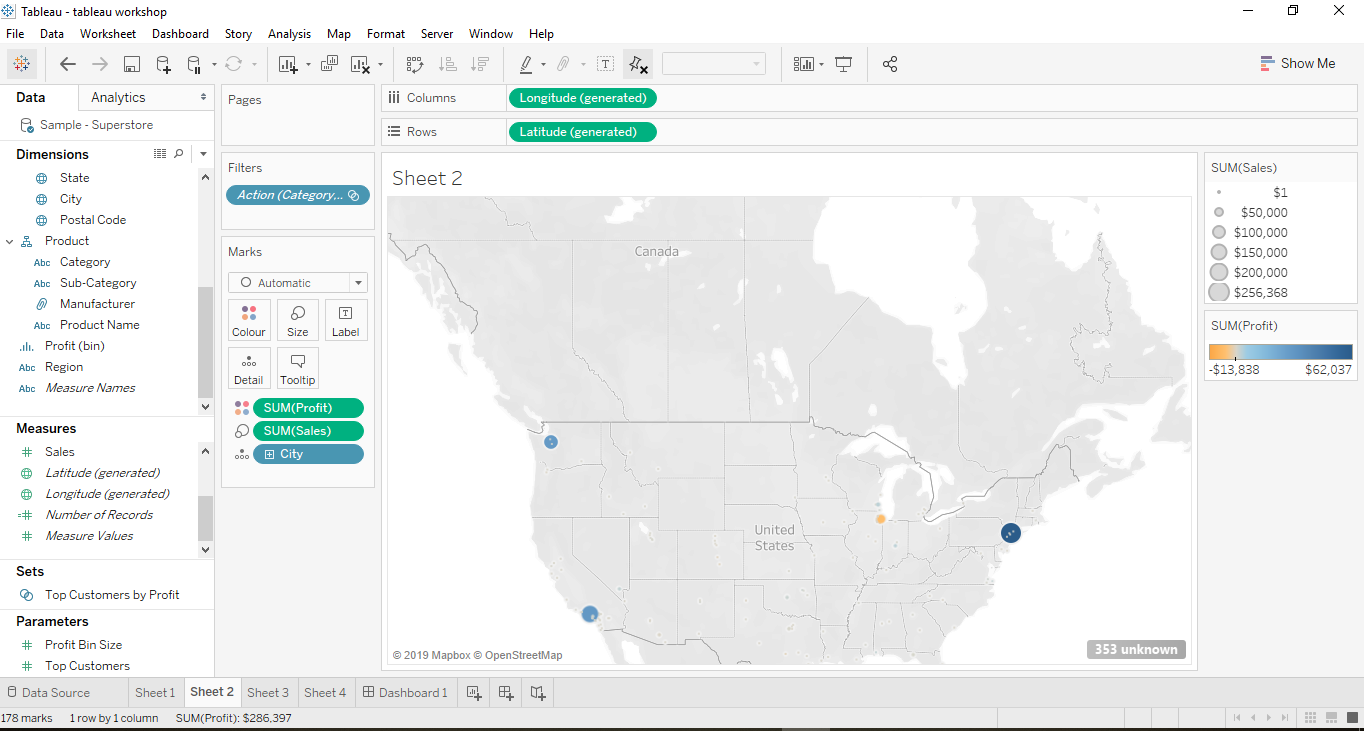 Tableau - tableau workshop
File Data Worksheet Dashboard Story Analysis Map Format Server Window Help
Show Me
Data Analytics
Sample - Superstore
Dimensions
State
City
Postal Code
Product
Abc Category
Abc Sub-Category
Manufacturer
Abc Product Name
Profit (bin)
Abc Region
Abc Measure Names
Measures
# Sales
Latitude (generated)
Longitude (generated)
=# Number of Records
# Measure Values
Sets
Top Customers by Profit
Parameters
# Profit Bin Size
# Top Customers
Pages
Filters
Action (Category,..
Marks
Automatic
Colour Size Label
Detail Tooltip
SUM(Profit)
SUM(Sales)
City
Columns Longitude (generated)
Rows Latitude (generated)
Sheet 2
Canada
United
States
© 2019 Mapbox © OpenStreetMap
353 unknown
SUM(Sales)
$1
$50,000
$100,000
$150,000
$200,000
$256,368
SUM(Profit)
-$13,838 $62,037
Data Source Sheet 1 Sheet 2 Sheet 3 Sheet 4 Dashboard 1
178 marks 1 row by 1 column SUM(Profit): $286,397